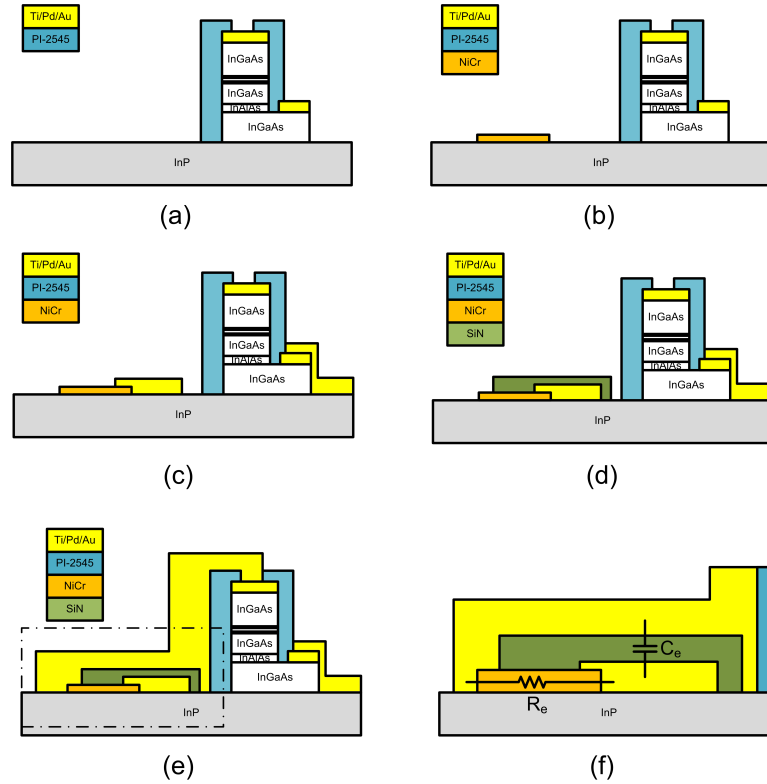 Ti/Pd/Au
PI-2545
InGaAs
InGaAs
InAlAs
InGaAs
InP
(a)
Ti/Pd/Au
PI-2545
NiCr
InGaAs
InGaAs
InAlAs
InGaAs
InP
(b)
Ti/Pd/Au
PI-2545
NiCr
InGaAs
InGaAs
InAlAs
InGaAs
InP
(c)
Ti/Pd/Au
PI-2545
NiCr
SiN
InGaAs
InGaAs
InAlAs
InGaAs
InP
(d)
Ti/Pd/Au
PI-2545
NiCr
SiN
InGaAs
InGaAs
InAlAs
InGaAs
InP
(e)
Ce
Re
InP
(f)